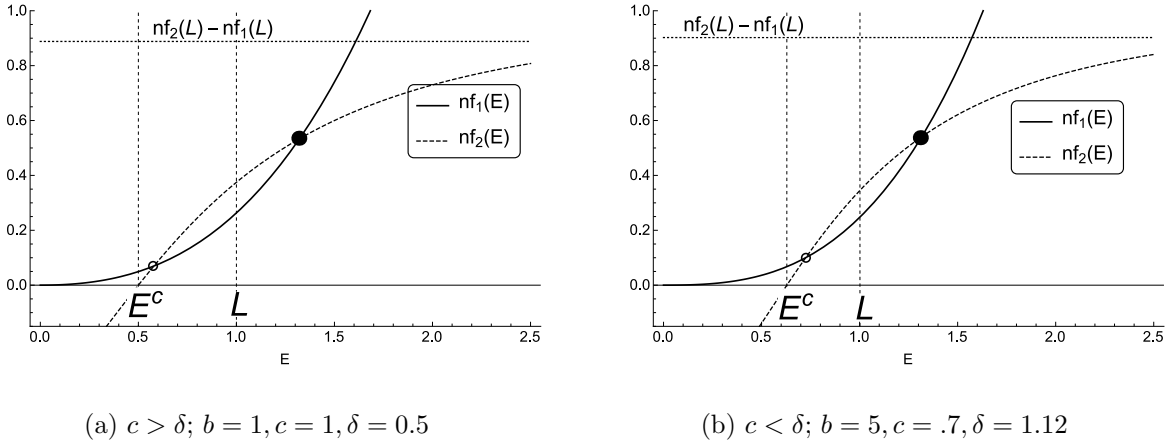 nf₂(L) – nf₁(L)
1.0
0.8
0.6
0.4
0.2
0.0
nf₁(E)
nf₂(E)
Eᶜ
L
0.0 0.5 1.0 1.5 2.0 2.5
E
(a) c > δ; b = 1, c = 1, δ = 0.5
nf₂(L) – nf₁(L)
1.0
0.8
0.6
0.4
0.2
0.0
nf₁(E)
nf₂(E)
Eᶜ
L
0.0 0.5 1.0 1.5 2.0 2.5
E
(b) c < δ; b = 5, c = .7, δ = 1.12